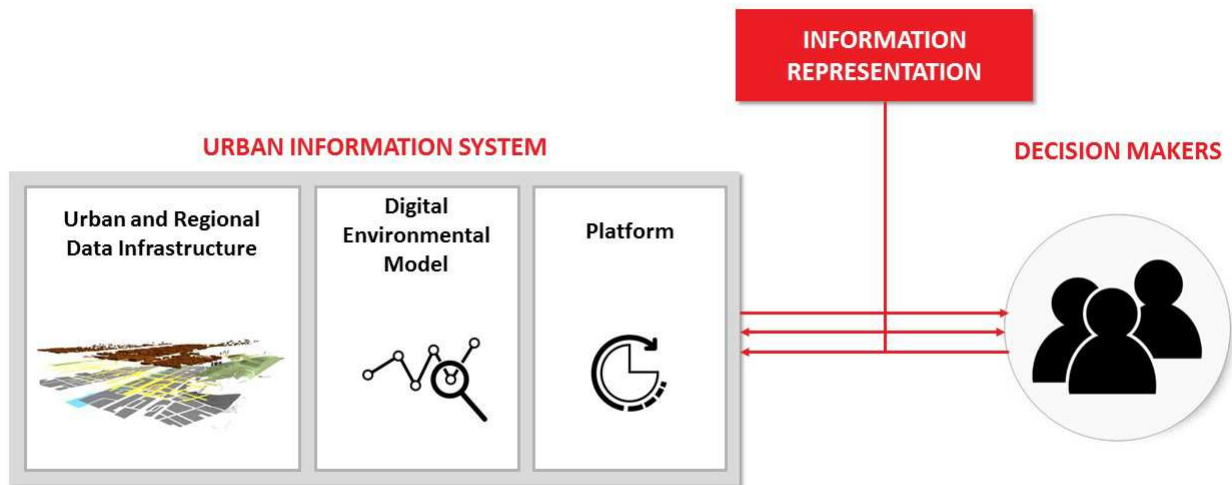 INFORMATION
REPRESENTATION
URBAN INFORMATION SYSTEM
DECISION MAKERS
Urban and Regional
Data Infrastructure
Digital
Environmental
Model
Platform